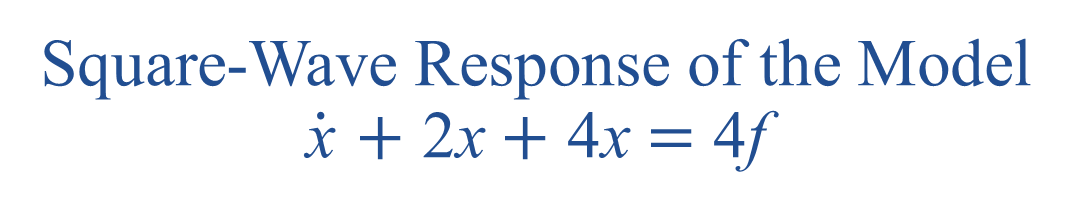 Square-Wave Response of the Model
ẋ + 2x + 4x = 4f